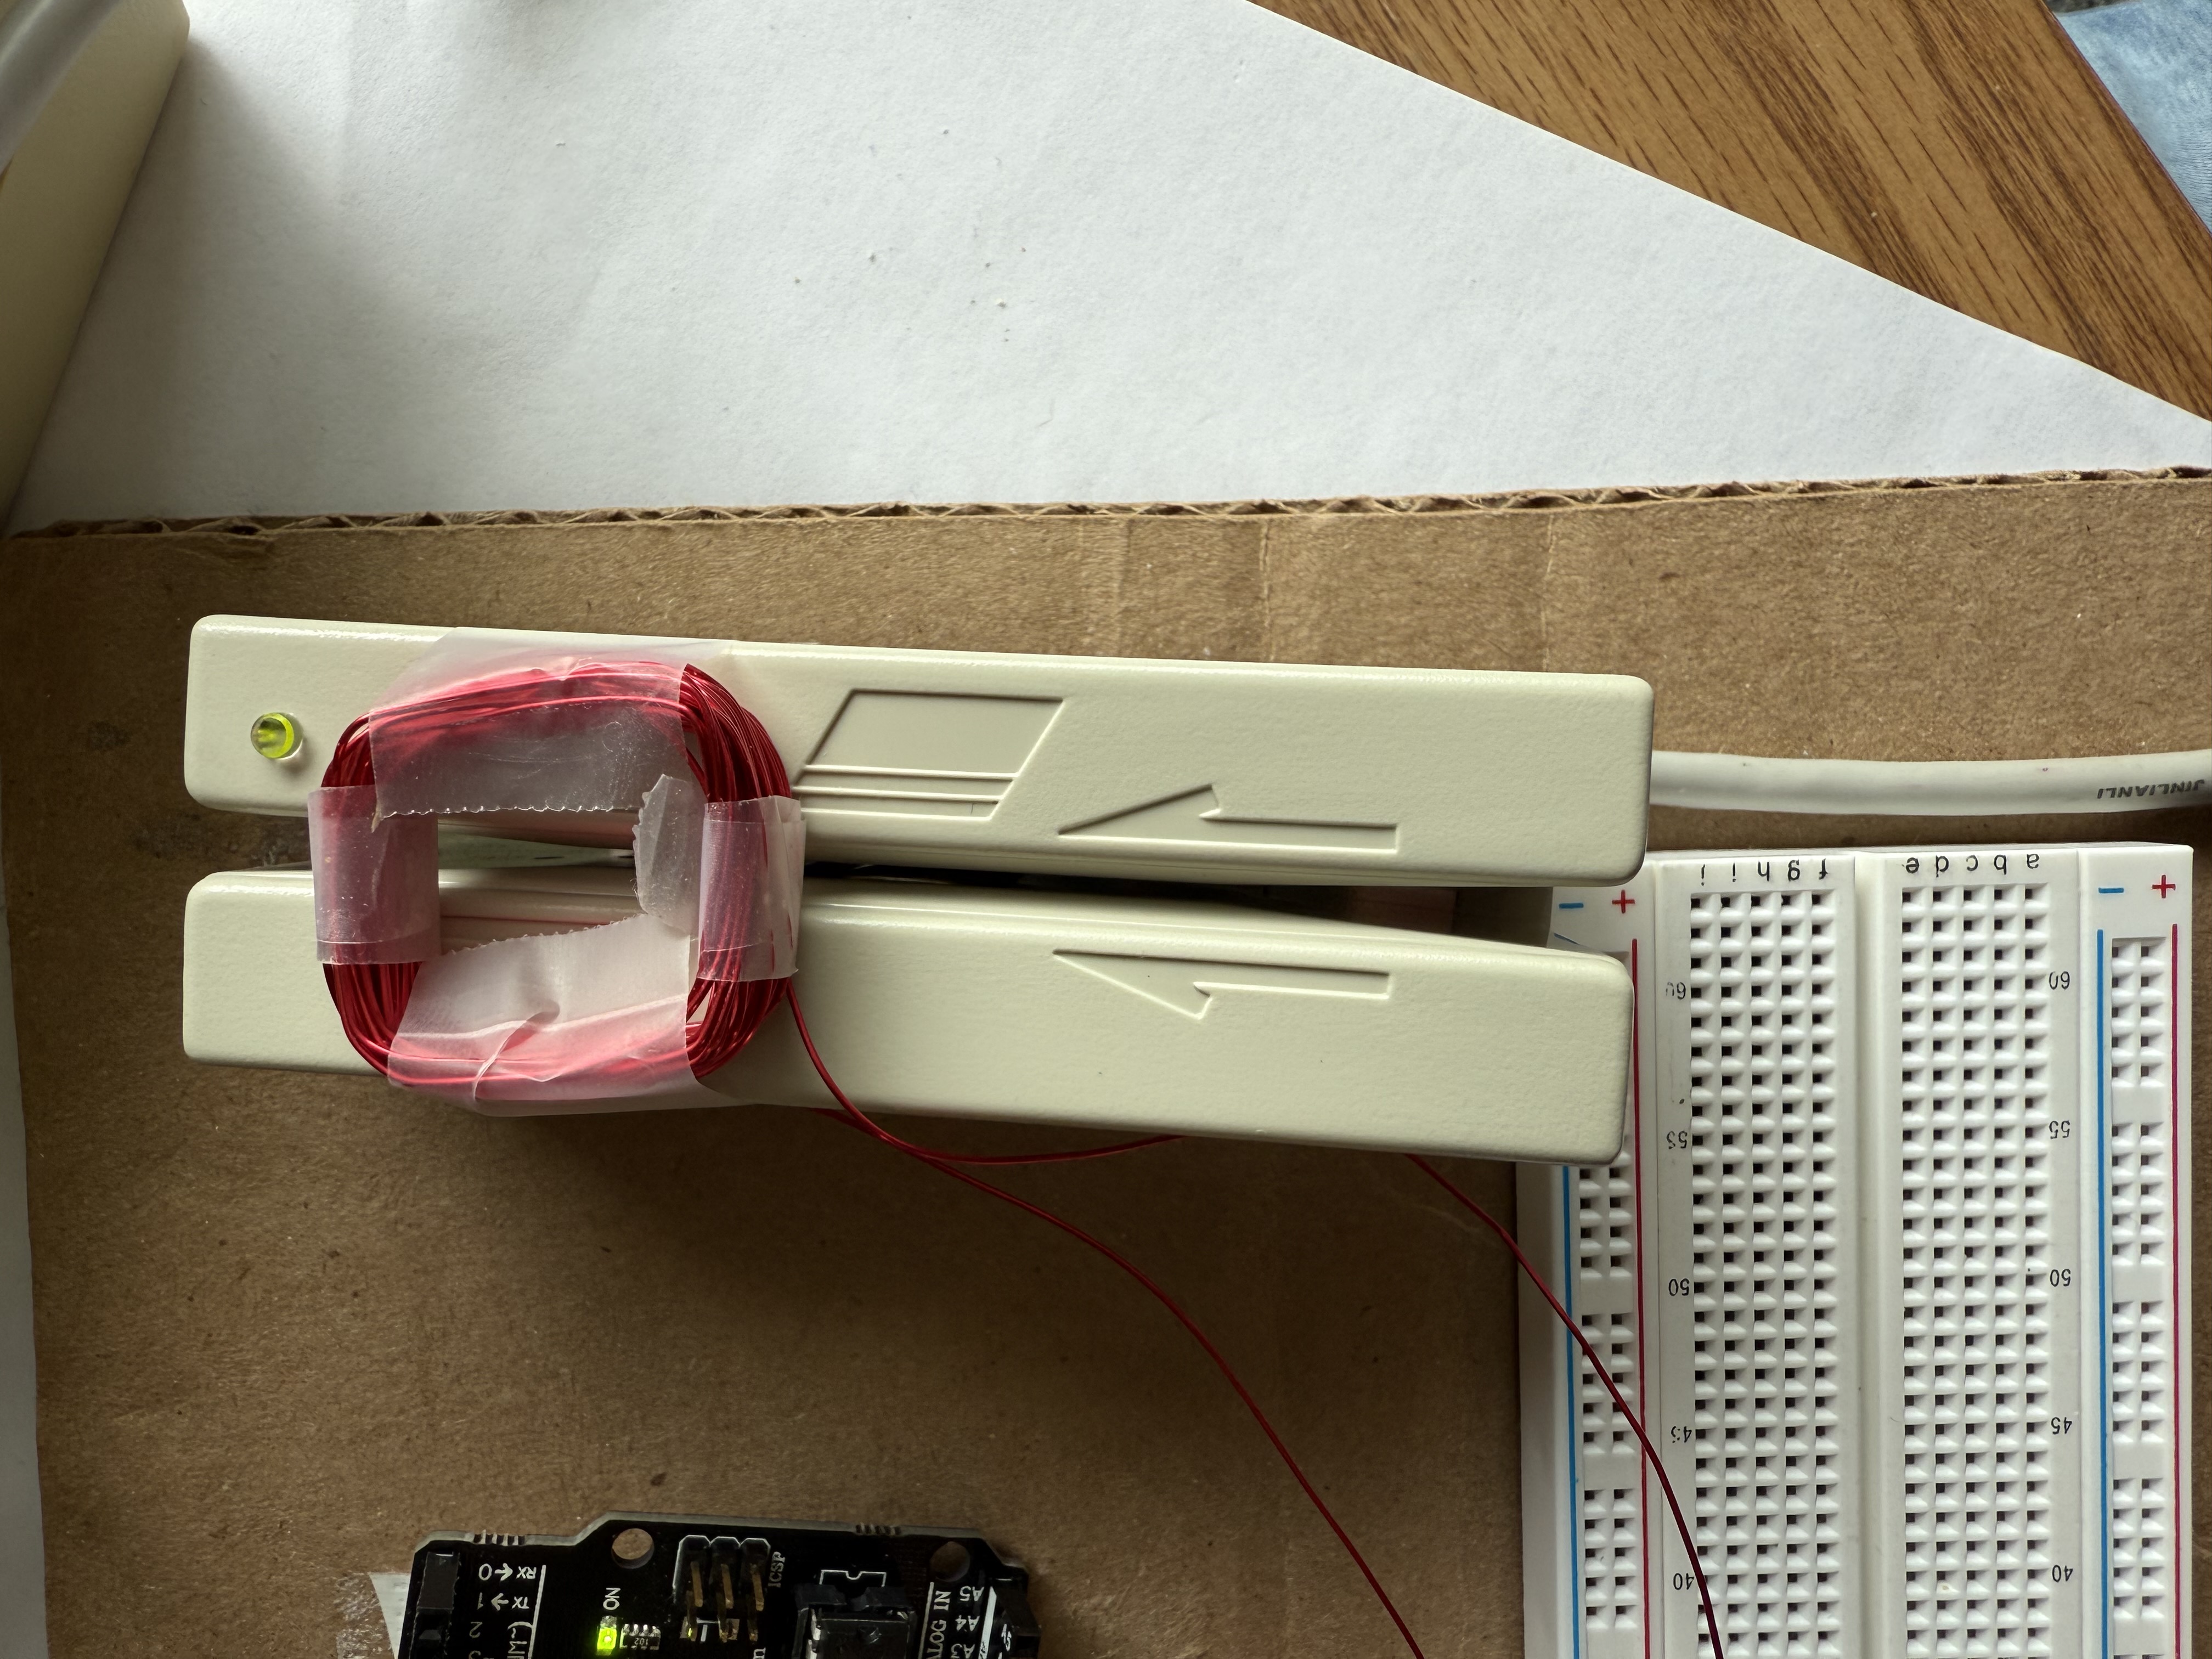 2
TX→1
RX←0
ON
ICSP
ALOG IN
A3
A4
A5
−
+
40 45 50 55 60
j
i
h
g
f
e
d
c
b
a
40 45 50 55 60
−
+
JINLIANLI